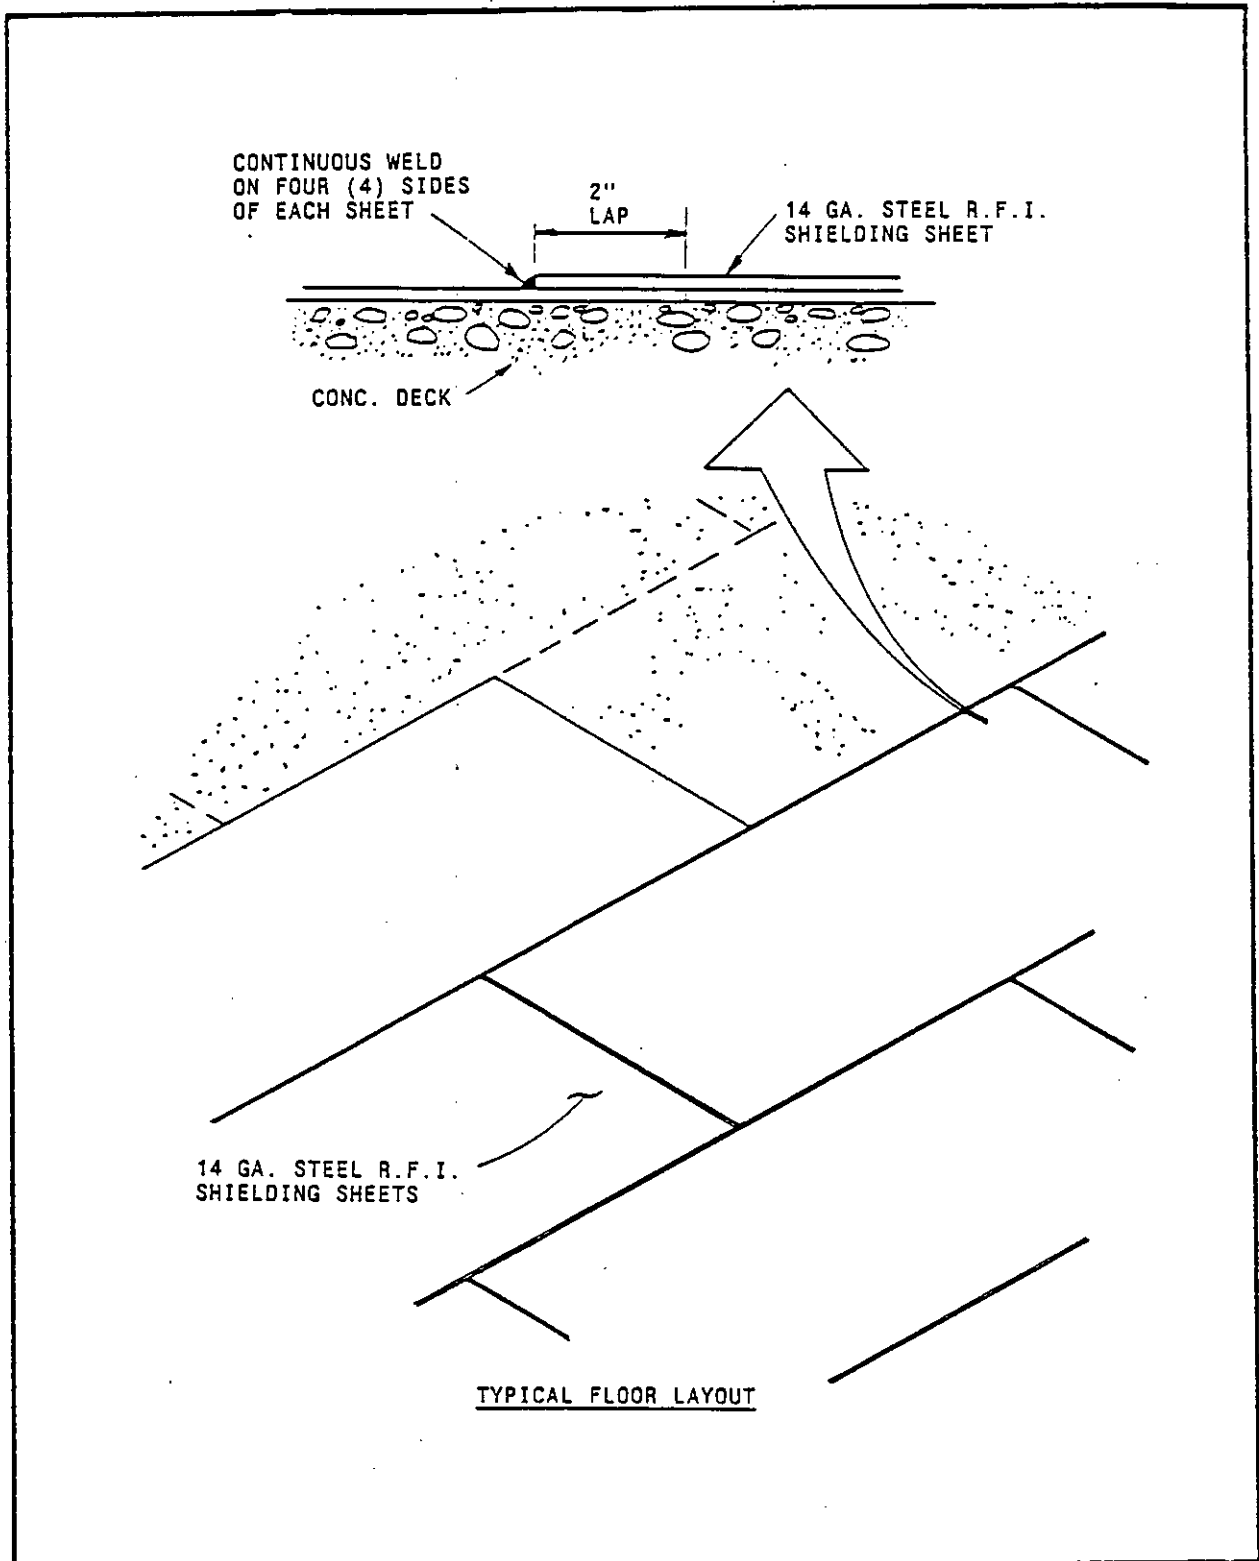 CONTINUOUS WELD
ON FOUR (4) SIDES
OF EACH SHEET
2"
LAP
14 GA. STEEL R.F.I.
SHIELDING SHEET
CONC. DECK
14 GA. STEEL R.F.I.
SHIELDING SHEETS
TYPICAL FLOOR LAYOUT